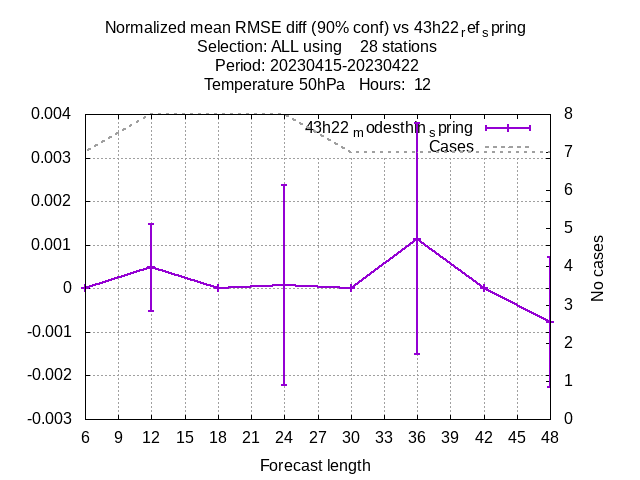 Normalized mean RMSE diff (90% conf) vs 43h22refspring
Selection: ALL using 28 stations
Period: 20230415-20230422
Temperature 50hPa Hours: 12
43h22modesthihspring
Cases
0.004
0.003
0.002
0.001
0
-0.001
-0.002
-0.003
8
7
6
5
4
3
2
1
0
No cases
6 9 12 15 18 21 24 27 30 33 36 39 42 45 48
Forecast length